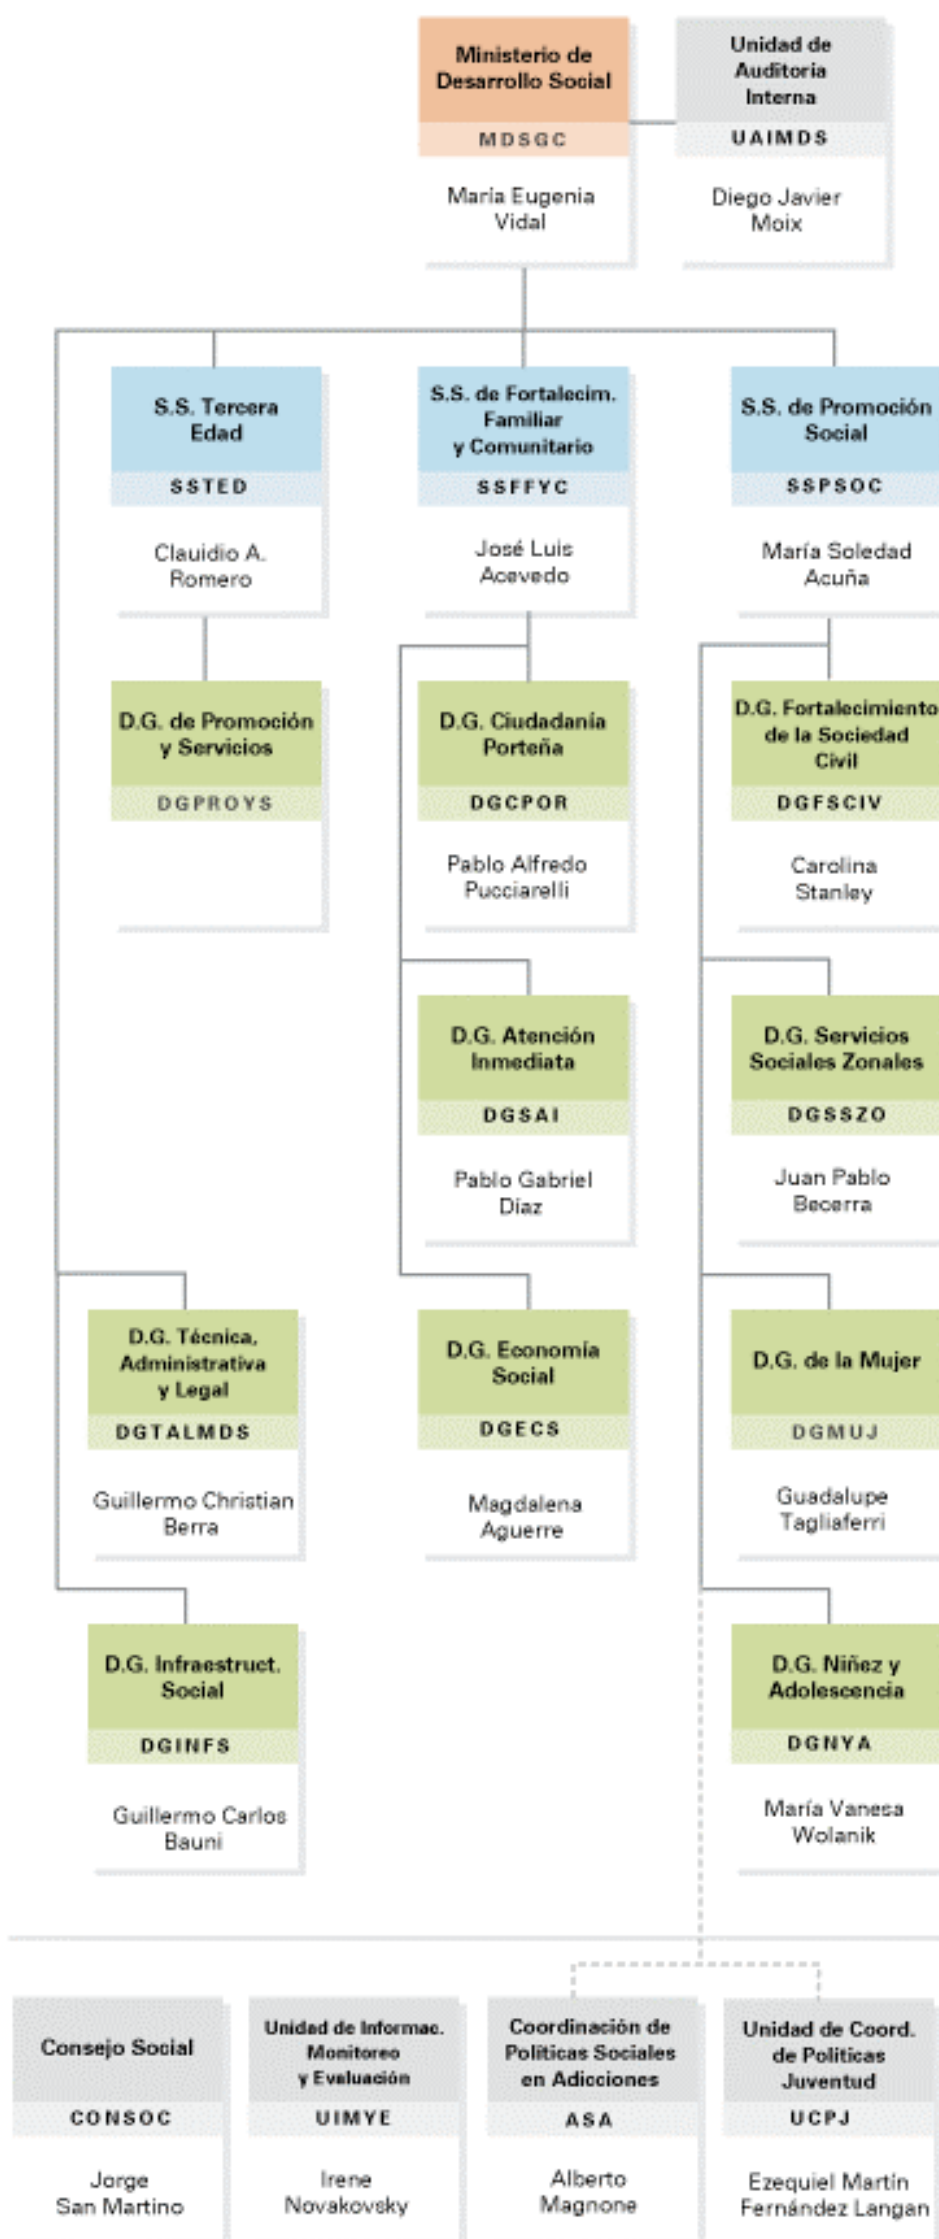 Ministerio de
Desarrollo Social
MDSGC
María Eugenia
Vidal
Unidad de
Auditoria
Interna
UAIMDS
Diego Javier
Moix
S.S. Tercera
Edad
SSTED
Clauidio A.
Romero
S.S. de Fortalecim.
Familiar
y Comunitario
SSFFYC
José Luis
Acevedo
S.S. de Promoción
Social
SSPSOC
María Soledad
Acuña
D.G. de Promoción
y Servicios
DGPROYS
D.G. Ciudadanía
Porteña
DGCPOR
Pablo Alfredo
Pucciarelli
D.G. Fortalecimiento
de la Sociedad
Civil
DGFSCIV
Carolina
Stanley
D.G. Atención
Inmediata
DGSAI
Pablo Gabriel
Díaz
D.G. Servicios
Sociales Zonales
DGSSZO
Juan Pablo
Becerra
D.G. Técnica,
Administrativa
y Legal
DGTALMDS
Guillermo Christian
Berra
D.G. Economía
Social
DGECS
Magdalena
Aguerre
D.G. de la Mujer
DGMUJ
Guadalupe
Tagliaferri
D.G. Infraestruct.
Social
DGINFS
Guillermo Carlos
Bauni
D.G. Niñez y
Adolescencia
DGNYA
María Vanesa
Wolanik
Consejo Social
CONSOC
Jorge
San Martino
Unidad de Informac.
Monitoreo
y Evaluación
UIMYE
Irene
Novakovsky
Coordinación de
Políticas Sociales
en Adicciones
ASA
Alberto
Magnone
Unidad de Coord.
de Politicas
Juventud
UCPJ
Ezequiel Martín
Fernández Langan